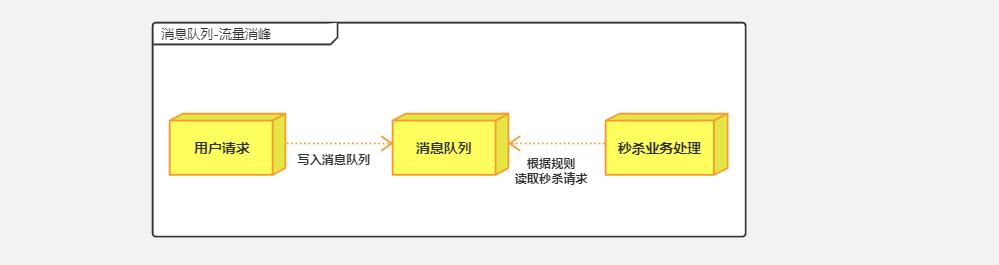 消息队列-流量消峰
用户请求
写入消息队列
消息队列
根据规则
读取秒杀请求
秒杀业务处理